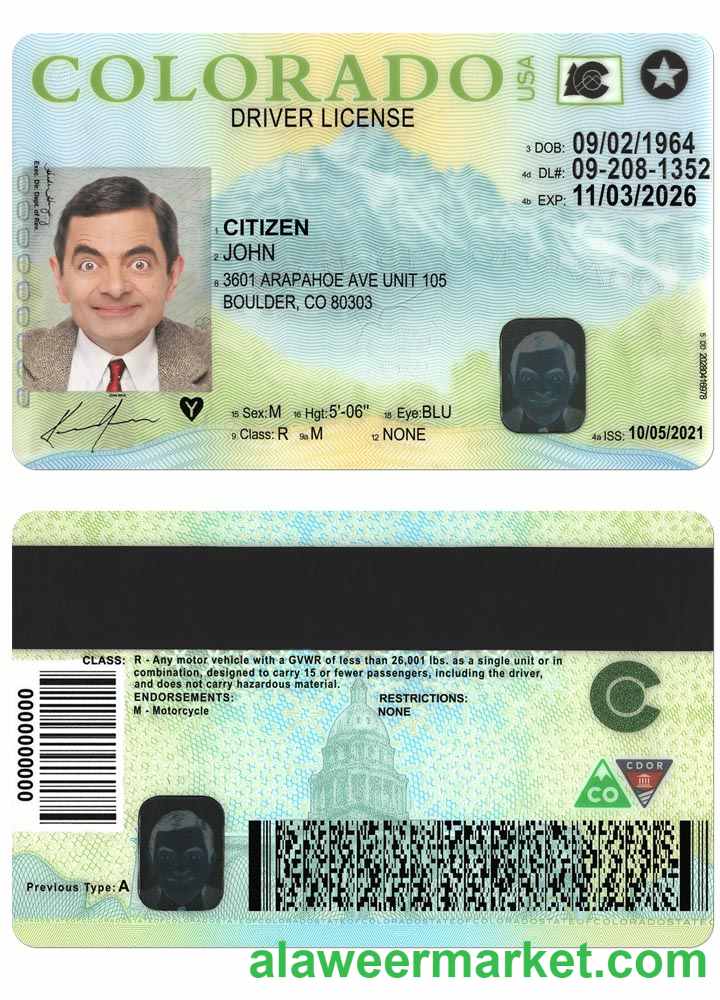 COLORADO USA
DRIVER LICENSE
3 DOB: 09/02/1964
4d DL#: 09-208-1352
4b EXP: 11/03/2026
Exec. Dir. Dept. of Rev.
1 CITIZEN
2 JOHN
8 3601 ARAPAHOE AVE UNIT 105
BOULDER, CO 80303
Y
15 Sex: M 16 Hgt: 5'-06" 18 Eye: BLU
9. Class: R 9a M 12 NONE
4a ISS: 10/05/2021
CLASS: R - Any motor vehicle with a GVWR of less than 26,001 lbs. as a single unit or in
combination, designed to carry 15 or fewer passengers, including the driver,
and does not carry hazardous material.
ENDORSEMENTS: RESTRICTIONS:
M - Motorcycle NONE
0000000000
CDOR
CO
Previous Type: A
alaweermarket.com